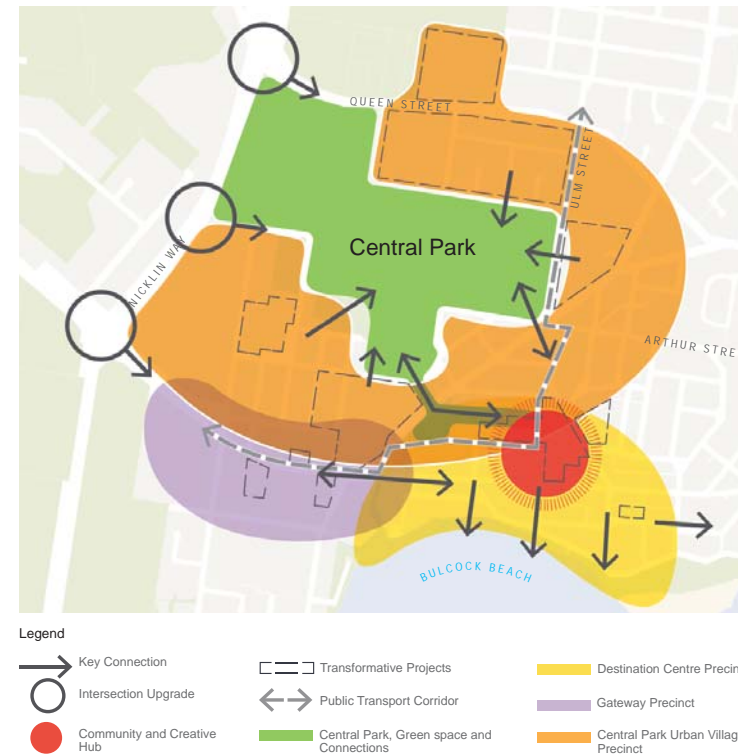 QUEEN STREET
ULM STREET
Central Park
NICKLIN WAY
ARTHUR STRE
BULCOCK BEACH
Legend
Key Connection
Intersection Upgrade
Community and Creative
Hub
Transformative Projects
Public Transport Corridor
Central Park, Green space and
Connections
Destination Centre Precin
Gateway Precinct
Central Park Urban Villag
Precinct